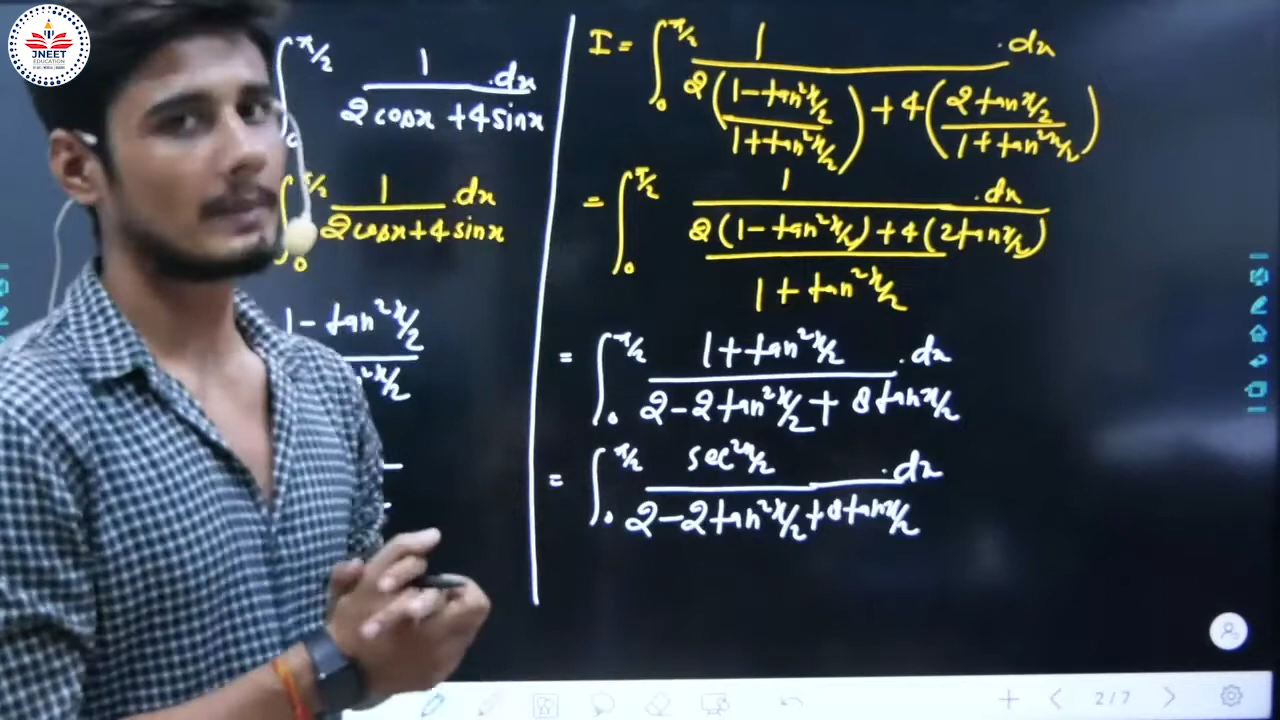 JNEET
EDUCATION
∫ π/2 0 1 / 2cosx + 4sinx .dx
∫ π/2 0 1 / 2cosx + 4sinx .dx
1 - tan²x/2
I = ∫ π/2 0 1 / 2(1 - tan²x/2 / 1 + tan²x/2) + 4(2tanx/2 / 1 + tan²x/2) .dx
= ∫ π/2 0 1 / 2(1 - tan²x/2) + 4(2tanx/2) / 1 + tan²x/2 .dx
= ∫ π/2 0 1 + tan²x/2 / 2 - 2tan²x/2 + 8tanx/2 .dx
= ∫ π/2 0 sec²x/2 / 2 - 2tan²x/2 + 8tanx/2 .dx
2/7